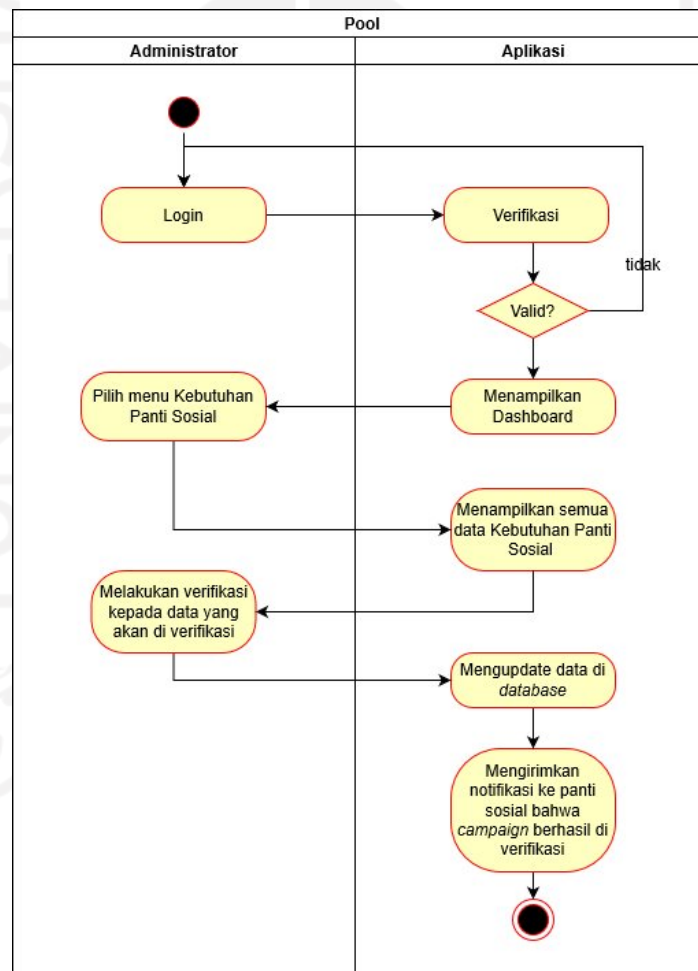 Pool
Administrator
Aplikasi
Login
Verifikasi
tidak
Valid?
Pilih menu Kebutuhan
Panti Sosial
Menampilkan
Dashboard
Menampilkan semua
data Kebutuhan Panti
Sosial
Melakukan verifikasi
kepada data yang
akan di verifikasi
Mengupdate data di
database
Mengirimkan
notifikasi ke panti
sosial bahwa
campaign berhasil di
verifikasi